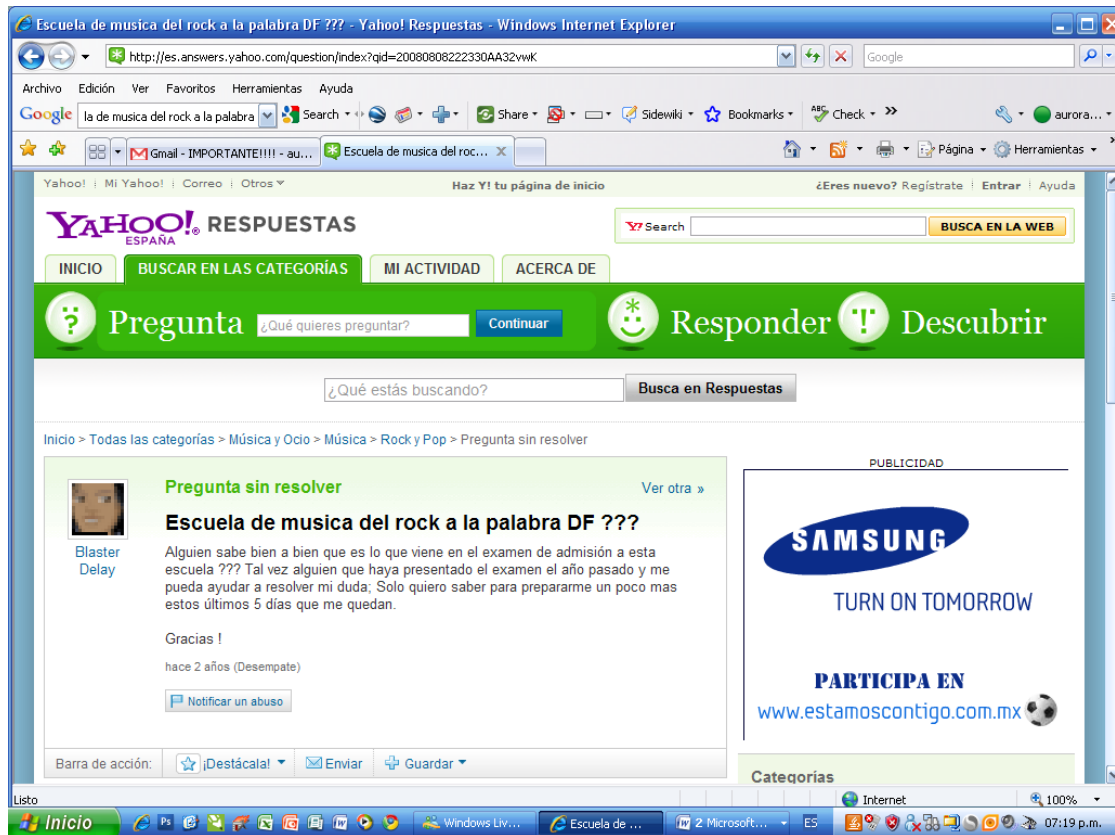 Escuela de musica del rock a la palabra DF ??? - Yahoo! Respuestas - Windows Internet Explorer
http://es.answers.yahoo.com/question/index?qid=20080808222330AA32vwK
Google
Archivo Edición Ver Favoritos Herramientas Ayuda
Google la de musica del rock a la palabra Search Share Sidewiki Bookmarks ABC Check aurora...
Gmail - IMPORTANTE!!!! - au... Escuela de musica del roc... X Página Herramientas
Yahoo! Mi Yahoo! Correo Otros Haz Y! tu página de inicio ¿Eres nuevo? Regístrate Entrar Ayuda
YAHOO! RESPUESTAS
ESPAÑA
Y? Search BUSCA EN LA WEB
INICIO BUSCAR EN LAS CATEGORÍAS MI ACTIVIDAD ACERCA DE
Pregunta ¿Qué quieres preguntar? Continuar Responder Descubrir
¿Qué estás buscando? Busca en Respuestas
Inicio > Todas las categorías > Música y Ocio > Música > Rock y Pop > Pregunta sin resolver
Pregunta sin resolver Ver otra »
Escuela de musica del rock a la palabra DF ???
Blaster
Delay
Alguien sabe bien a bien que es lo que viene en el examen de admisión a esta
escuela ??? Tal vez alguien que haya presentado el examen el año pasado y me
pueda ayudar a resolver mi duda; Solo quiero saber para prepararme un poco mas
estos últimos 5 días que me quedan.
Gracias !
hace 2 años (Desempate)
Notificar un abuso
Barra de acción: ¡Destácala! Enviar Guardar
PUBLICIDAD
SAMSUNG
TURN ON TOMORROW
PARTICIPA EN
www.estamoscontigo.com.mx
Categorías
Listo Internet 100%
Inicio Windows Liv... Escuela de ... 2 Microsoft... ES 07:19 p.m.